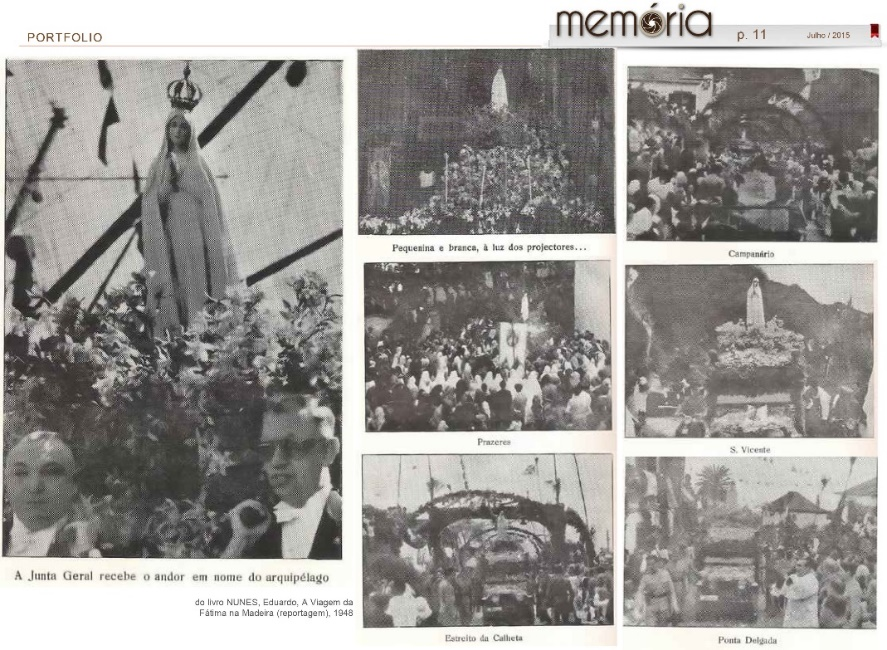 PORTFOLIO
memória
p. 11
Julho / 2015
A Junta Geral recebe o andor em nome do arquipélago
do livro NUNES, Eduardo, A Viagem da
Fátima na Madeira (reportagem), 1948
Pequenina e branca, à luz dos projectores...
Prazeres
Estreito da Calheta
Campanário
S. Vicente
Ponta Delgada